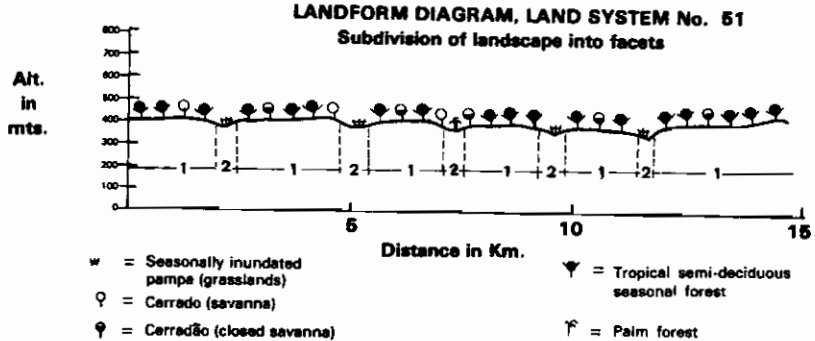 LANDFORM DIAGRAM, LAND SYSTEM No. 51
Subdivision of landscape into facets
Alt.
in
mts.
800
700
600
500
400
300
200
100
0
1 2 1 2 1 2 1 2 1 2 1
5 10 15
Distance in Km.
= Seasonally inundated
pampa (grasslands)
= Cerrado (savanna)
= Cerradão (closed savanna)
= Tropical semi-deciduous
seasonal forest
= Palm forest